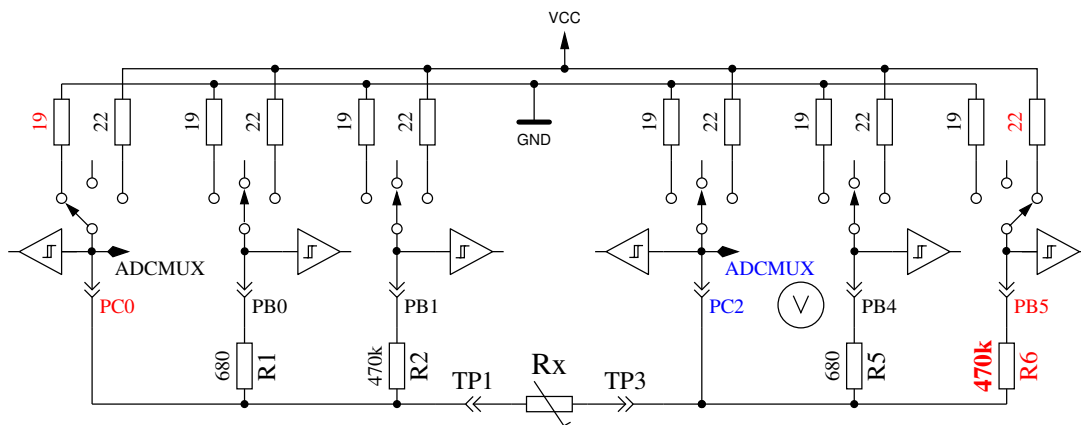 VCC
19
22
19
22
19
22
GND
19
22
19
22
19
22
ADCMUX
ADCMUX
PC0
PB0
PB1
PC2
V
PB4
PB5
680
R1
470k
R2
TP1
Rx
TP3
680
R5
470k
R6